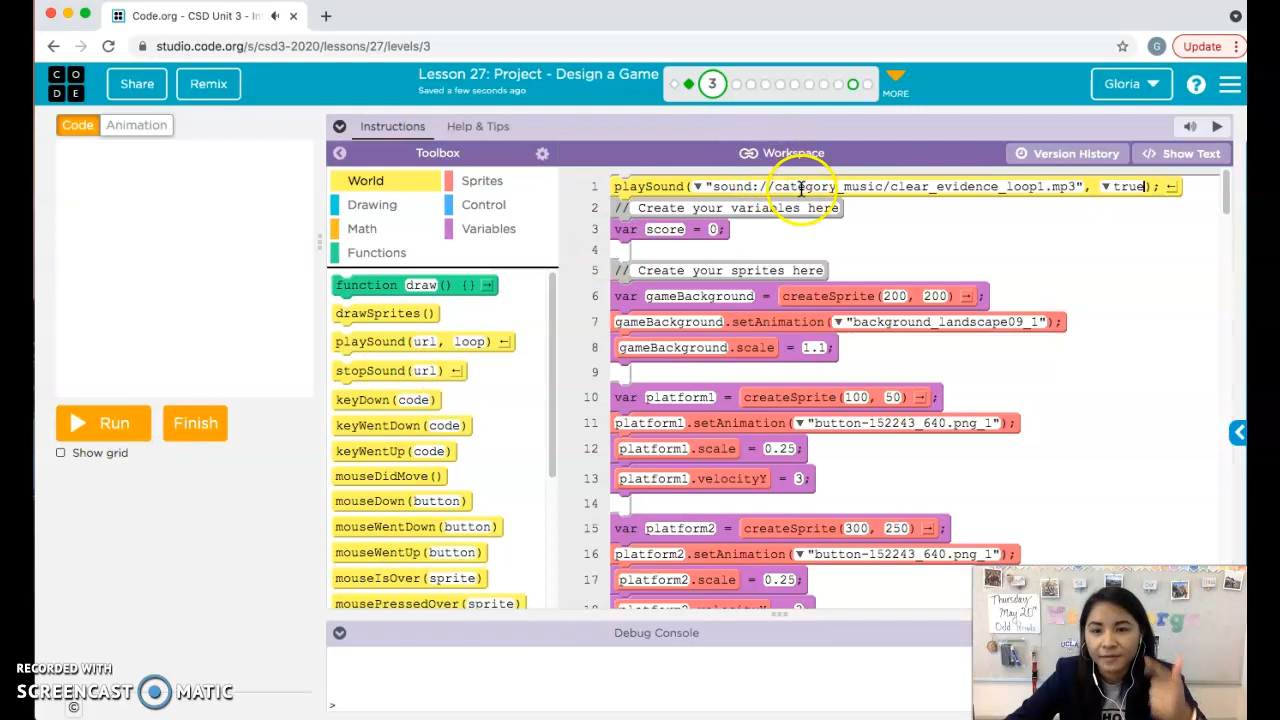 Code.org - CSD Unit 3 - In
studio.code.org/s/csd3-2020/lessons/27/levels/3
G
Update
C O
D E
Share
Remix
Lesson 27: Project - Design a Game
Saved a few seconds ago
3
MORE
Gloria
?
Code
Animation
Instructions
Help & Tips
Toolbox
Workspace
Version History
</> Show Text
World
Sprites
Drawing
Control
Math
Variables
Functions
function draw() {}
drawSprites()
playSound(url, loop)
stopSound(url)
keyDown(code)
keyWentDown(code)
keyWentUp(code)
mouseDidMove()
mouseDown(button)
mouseWentDown(button)
mouseWentUp(button)
mouseIsOver(sprite)
mousePressedOver(sprite)
1 playSound("sound://category_music/clear_evidence_loop1.mp3", true);
2 // Create your variables here
3 var score = 0;
4
5 // Create your sprites here
6 var gameBackground = createSprite(200, 200);
7 gameBackground.setAnimation("background_landscape09_1");
8 gameBackground.scale = 1.1;
9
10 var platform1 = createSprite(100, 50);
11 platform1.setAnimation("button-152243_640.png_1");
12 platform1.scale = 0.25;
13 platform1.velocityY = 3;
14
15 var platform2 = createSprite(300, 250);
16 platform2.setAnimation("button-152243_640.png_1");
17 platform2.scale = 0.25;
Run
Finish
Show grid
Debug Console
>
Thursday
May 20th
Odd Periods
UCLA
RECORDED WITH
SCREENCAST MATIC
©